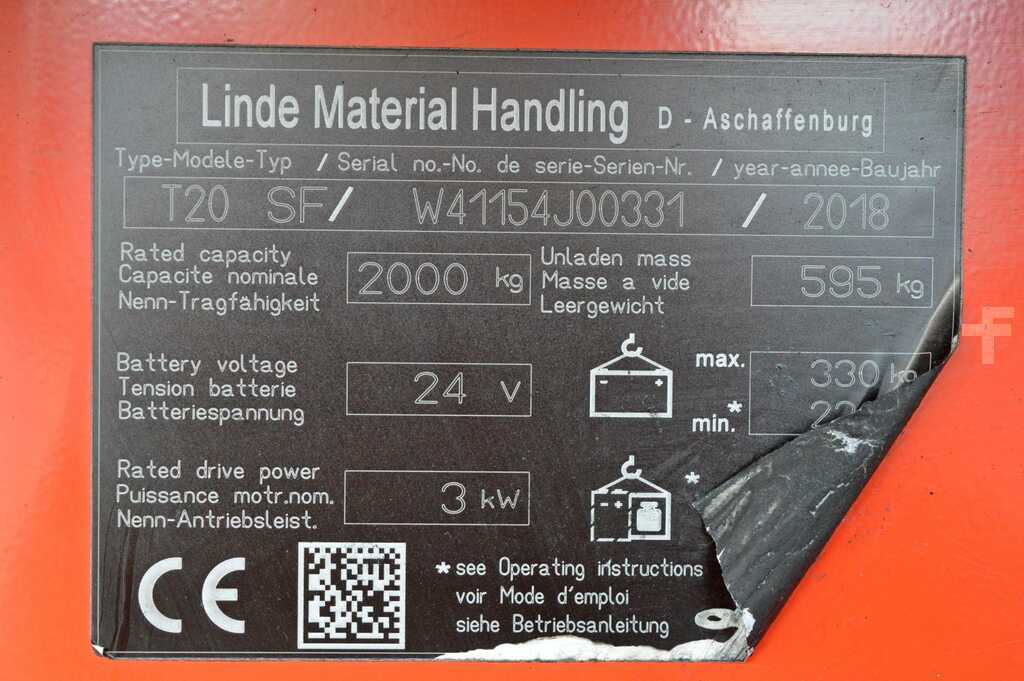 Linde Material Handling D - Aschaffenburg
Type-Modele-Typ / Serial no.-No. de serie-Serien-Nr. / year-annee-Baujahr
T20 SF/ W41154J00331 / 2018
Rated capacity
Capacite nominale
Nenn-Tragfähigkeit
2000 kg
Unladen mass
Masse a vide
Leergewicht
595 kg
Battery voltage
Tension batterie
Batteriespannung
24 V
- +
max. 330 kg
min.*
Rated drive power
Puissance motr.nom.
Nenn-Antriebsleist.
3 kW
- + *
CE
*see Operating instructions
voir Mode d'emploi
siehe Betriebsanleitung